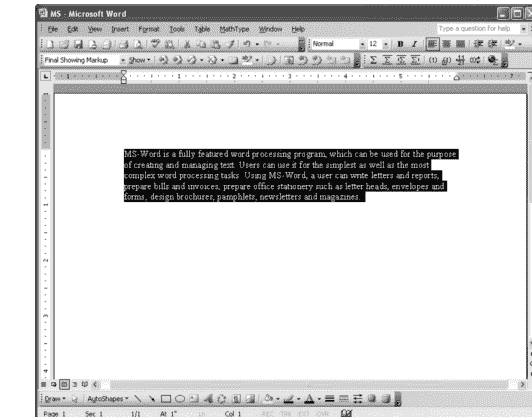 MS - Microsoft Word
File Edit View Insert Format Tools Table MathType Window Help Type a question for help
Normal 12 B I
Final Showing Markup Show
MS-Word is a fully featured word processing program, which can be used for the purpose
of creating and managing text. Users can use it for the simplest as well as the most
complex word processing tasks. Using MS-Word, a user can write letters and reports,
prepare bills and invoices, prepare office stationery such as letter heads, envelopes and
forms, design brochures, pamphlets, newsletters and magazines.
Draw AutoShapes
Page 1 Sec 1 1/1 At 1" Ln Col 1 REC TRK EXT OVR